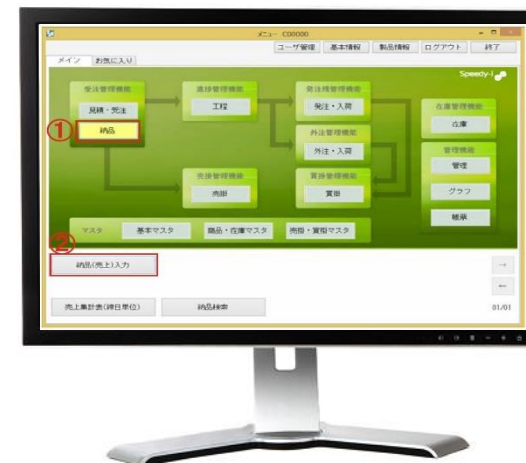 メニュー C00000
ユーザ管理 基本情報 製品情報 ログアウト 終了
メイン お気に入り
Speedy-i
受注管理機能 進捗管理機能 発注積管理機能
見積・受注 工程 発注・入荷 在庫管理機能
① 納品 外注管理機能 在庫
外注・入荷 管理機能
売掛管理機能 買掛管理機能 管理
売掛 買掛 グラフ
帳票
マスタ 基本マスタ 商品・在庫マスタ 売掛・買掛マスタ
②
納品(売上)入力 →
←
売上集計表(締日単位) 納品検索 01/01